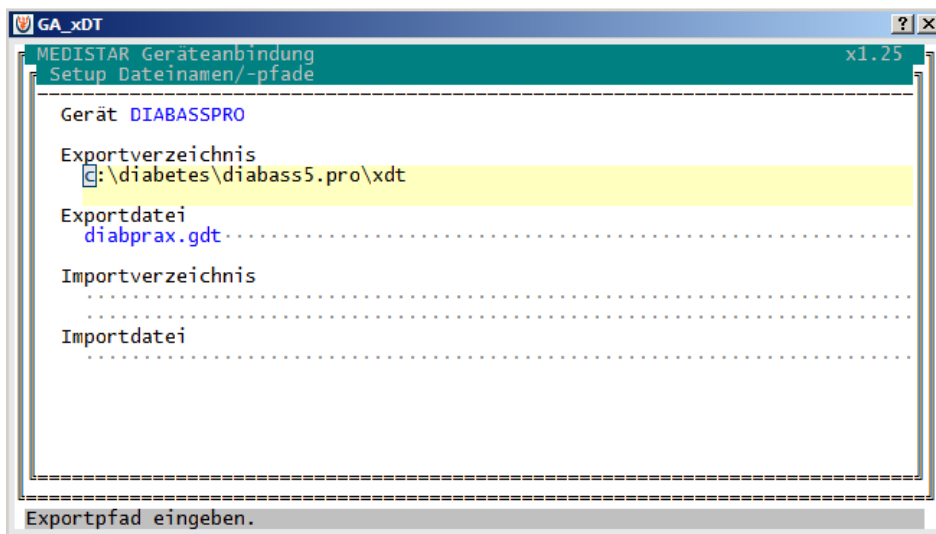 GA_xDT
MEDISTAR Geräteanbindung x1.25
Setup Dateinamen/-pfade
Gerät DIABASSPRO
Exportverzeichnis
c:\diabetes\diabass5.pro\xdt
Exportdatei
diabprax.gdt
Importverzeichnis
Importdatei
Exportpfad eingeben.